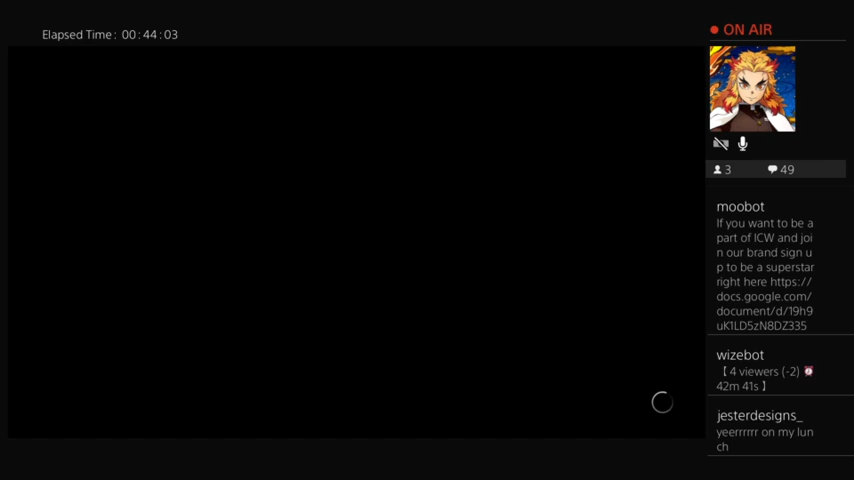 Elapsed Time: 00:44:03
ON AIR
3 49
moobot
If you want to be a
part of ICW and joi
n our brand sign u
p to be a superstar
right here https://
docs.google.com/
document/d/19h9
uK1LD5zN8DZ335
wizebot
【 4 viewers (-2) ⏰
42m 41s 】
jesterdesigns_
yeerrrrrr on my lun
ch